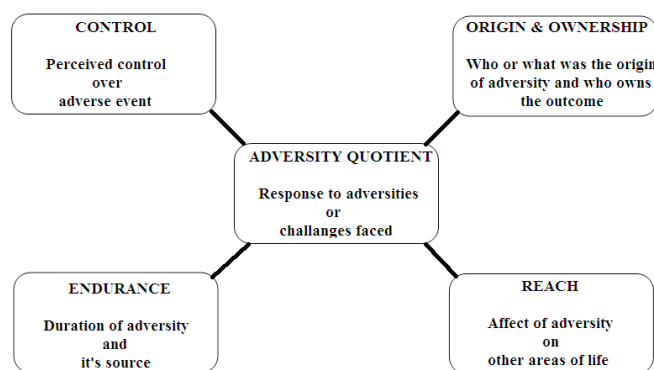 CONTROL
Perceived control
over
adverse event
ORIGIN & OWNERSHIP
Who or what was the origin
of adversity and who owns
the outcome
ADVERSITY QUOTIENT
Response to adversities
or
challanges faced
ENDURANCE
Duration of adversity
and
it's source
REACH
Affect of adversity
on
other areas of life